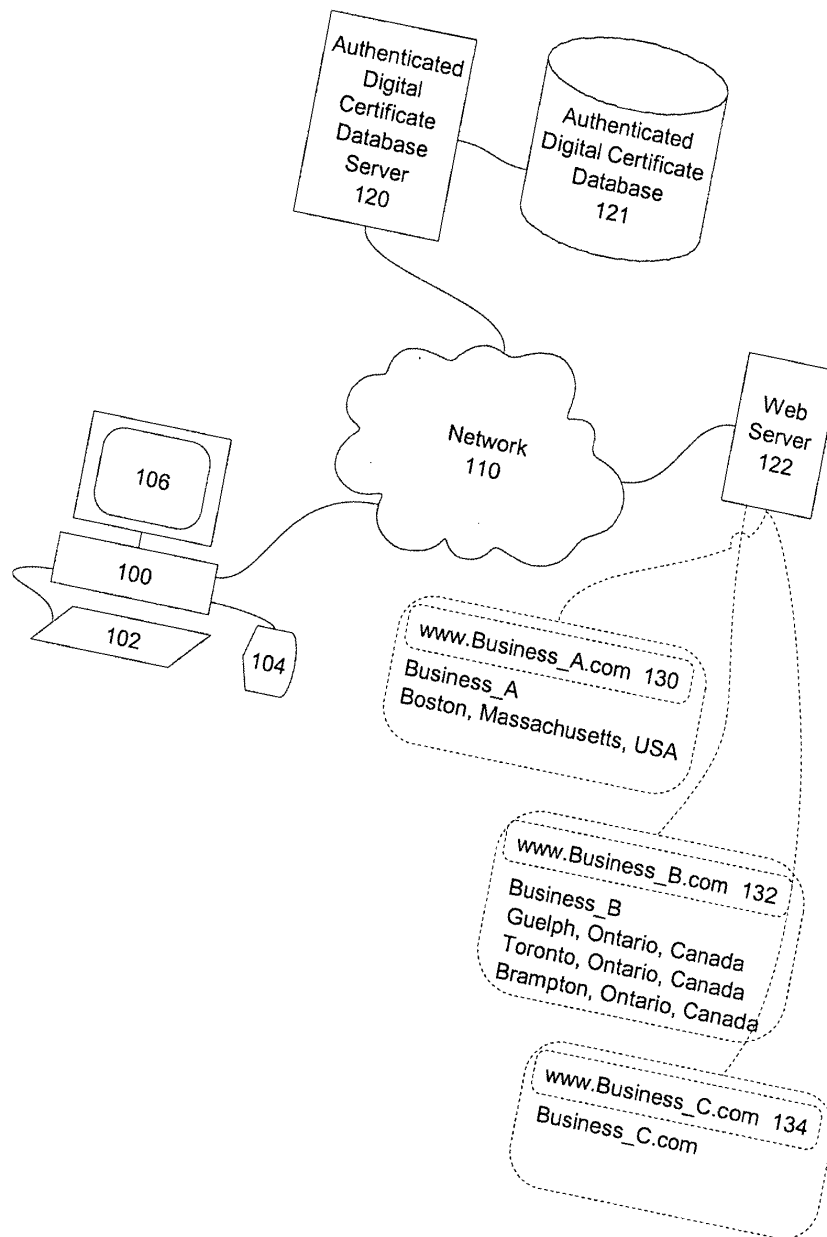 Authenticated
Digital
Certificate
Database
Server
120
Authenticated
Digital Certificate
Database
121
Network
110
Web
Server
122
106
100
102
104
www.Business_A.com 130
Business_A
Boston, Massachusetts, USA
www.Business_B.com 132
Business_B
Guelph, Ontario, Canada
Toronto, Ontario, Canada
Brampton, Ontario, Canada
www.Business_C.com 134
Business_C.com